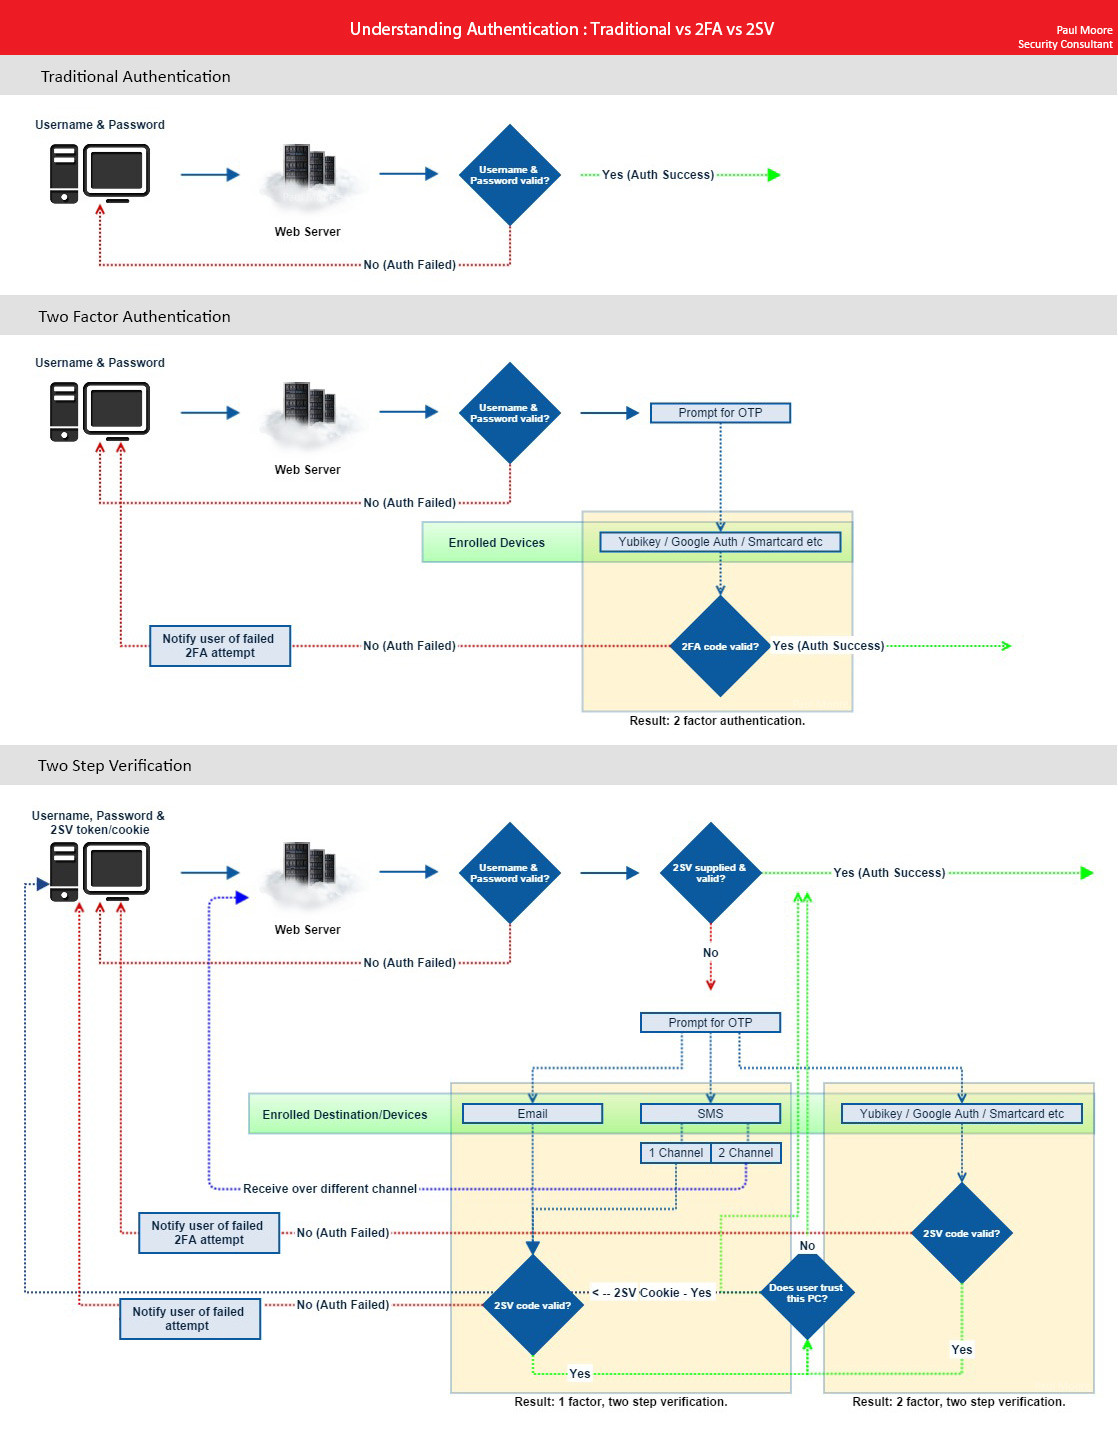 Understanding Authentication : Traditional vs 2FA vs 2SV
Paul Moore
Security Consultant
Traditional Authentication
Username & Password
Username &
Password valid?
Yes (Auth Success)
Web Server
No (Auth Failed)
Two Factor Authentication
Username & Password
Username &
Password valid?
Prompt for OTP
Web Server
No (Auth Failed)
Enrolled Devices
Yubikey / Google Auth / Smartcard etc
Notify user of failed
2FA attempt
No (Auth Failed)
2FA code valid?
Yes (Auth Success)
Result: 2 factor authentication.
Two Step Verification
Username, Password &
2SV token/cookie
Username &
Password valid?
2SV supplied &
valid?
Yes (Auth Success)
Web Server
No (Auth Failed)
No
Prompt for OTP
Enrolled Destination/Devices
Email
SMS
Yubikey / Google Auth / Smartcard etc
1 Channel
2 Channel
Receive over different channel
Notify user of failed
2FA attempt
No (Auth Failed)
2SV code valid?
No
Does user trust
this PC?
< -- 2SV Cookie - Yes
Notify user of failed
attempt
No (Auth Failed)
2SV code valid?
Yes
Yes
Result: 1 factor, two step verification.
Result: 2 factor, two step verification.